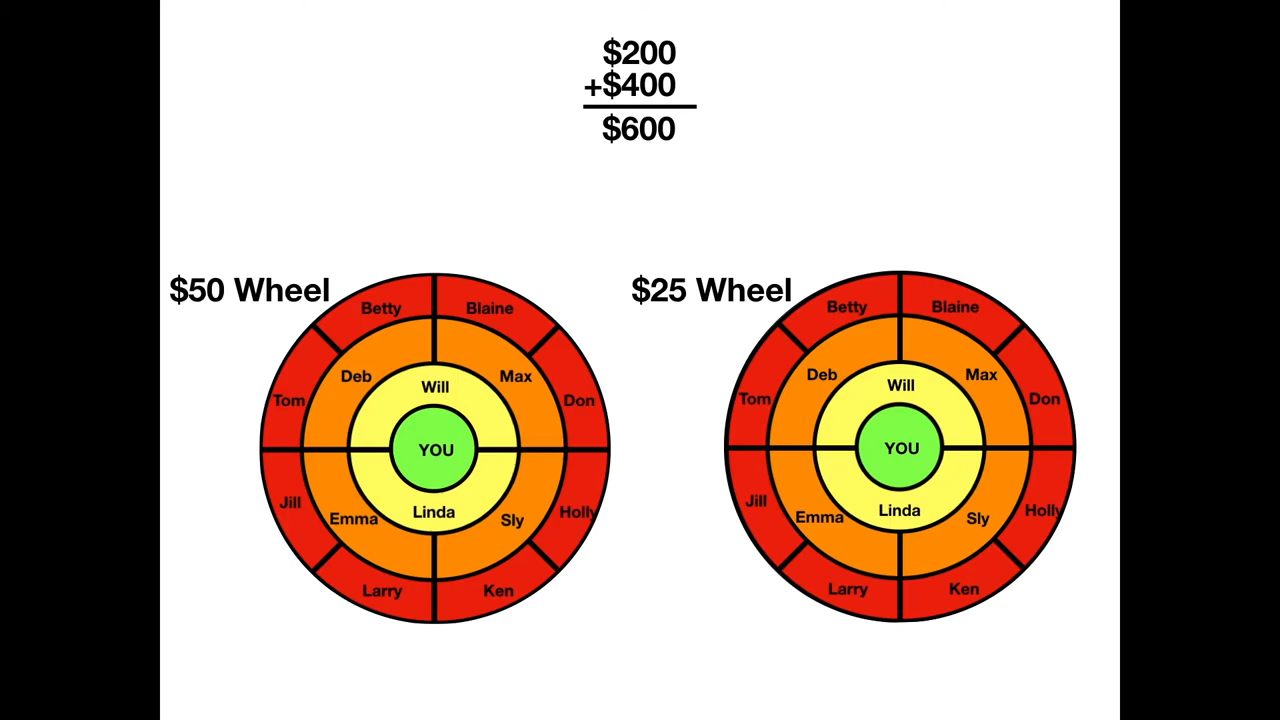 $200
+$400
$600
$50 Wheel
Betty
Blaine
Deb
Will
Max
Tom
Don
YOU
Jill
Emma
Linda
Sly
Holly
Larry
Ken
$25 Wheel
Betty
Blaine
Deb
Will
Max
Tom
Don
YOU
Jill
Emma
Linda
Sly
Holly
Larry
Ken